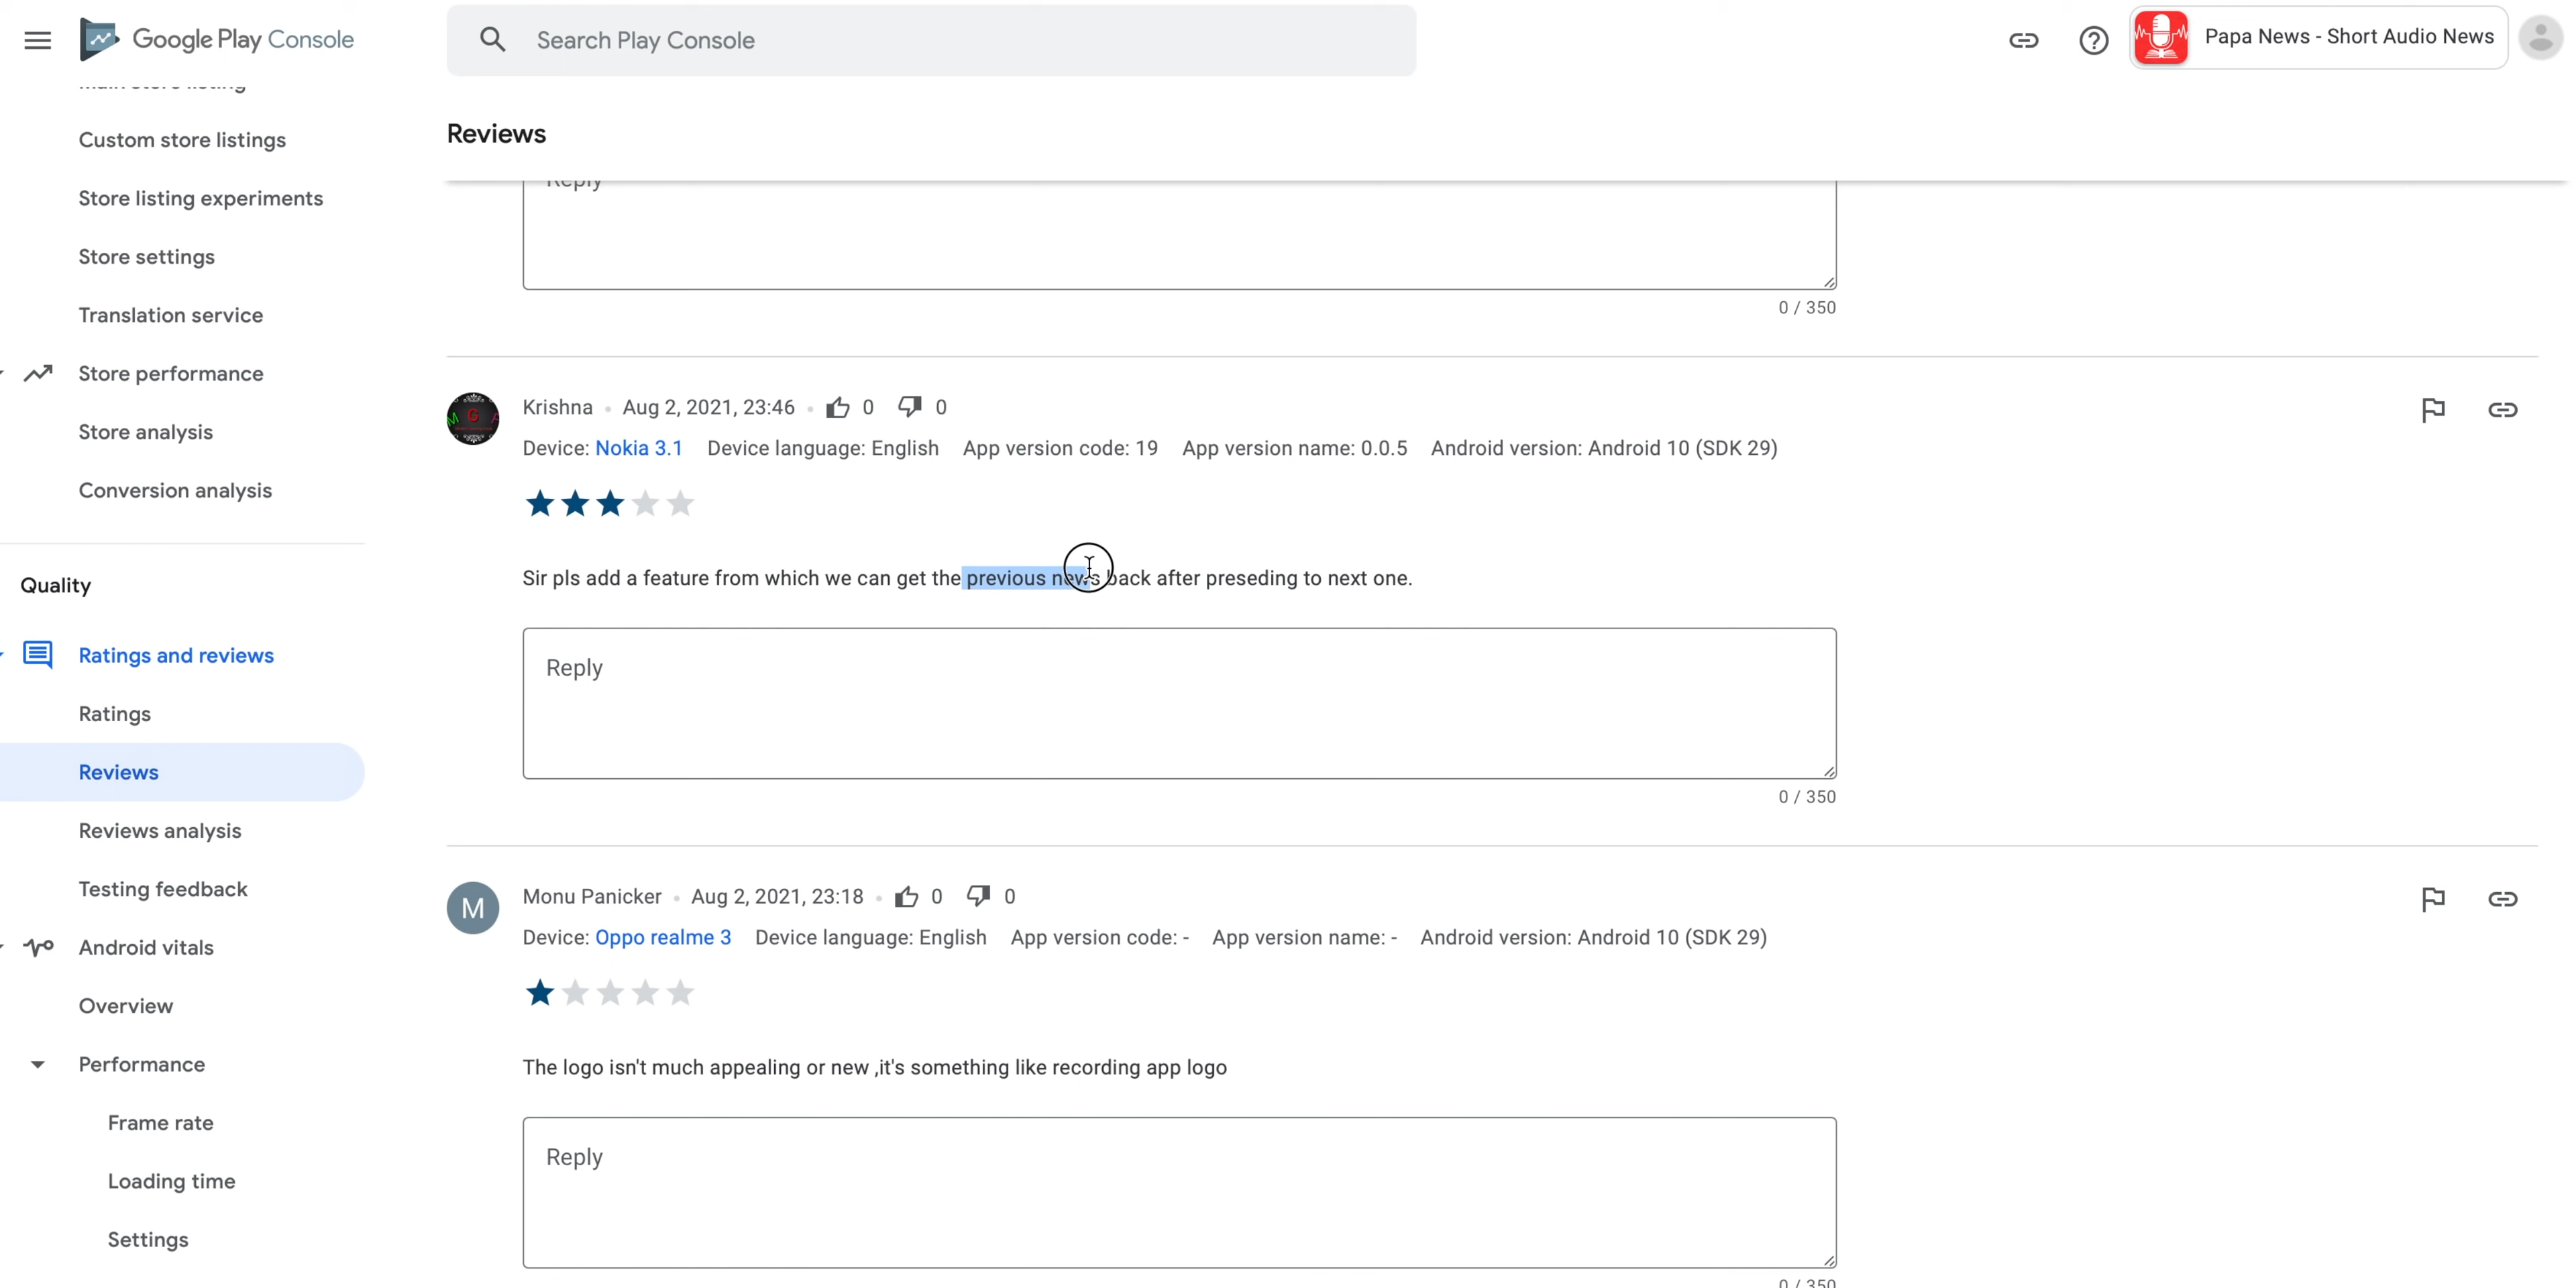 Google Play Console
Search Play Console
Papa News - Short Audio News
Main store listing
Custom store listings
Store listing experiments
Store settings
Translation service
Store performance
Store analysis
Conversion analysis
Quality
Ratings and reviews
Ratings
Reviews
Reviews analysis
Testing feedback
Android vitals
Overview
Performance
Frame rate
Loading time
Settings
Reviews
Reply
0 / 350
Krishna • Aug 2, 2021, 23:46 • 0 0
Device: Nokia 3.1 Device language: English App version code: 19 App version name: 0.0.5 Android version: Android 10 (SDK 29)
Sir pls add a feature from which we can get the previous news back after preseding to next one.
Reply
0 / 350
M
Monu Panicker • Aug 2, 2021, 23:18 • 0 0
Device: Oppo realme 3 Device language: English App version code: - App version name: - Android version: Android 10 (SDK 29)
The logo isn't much appealing or new ,it's something like recording app logo
Reply
0 / 350